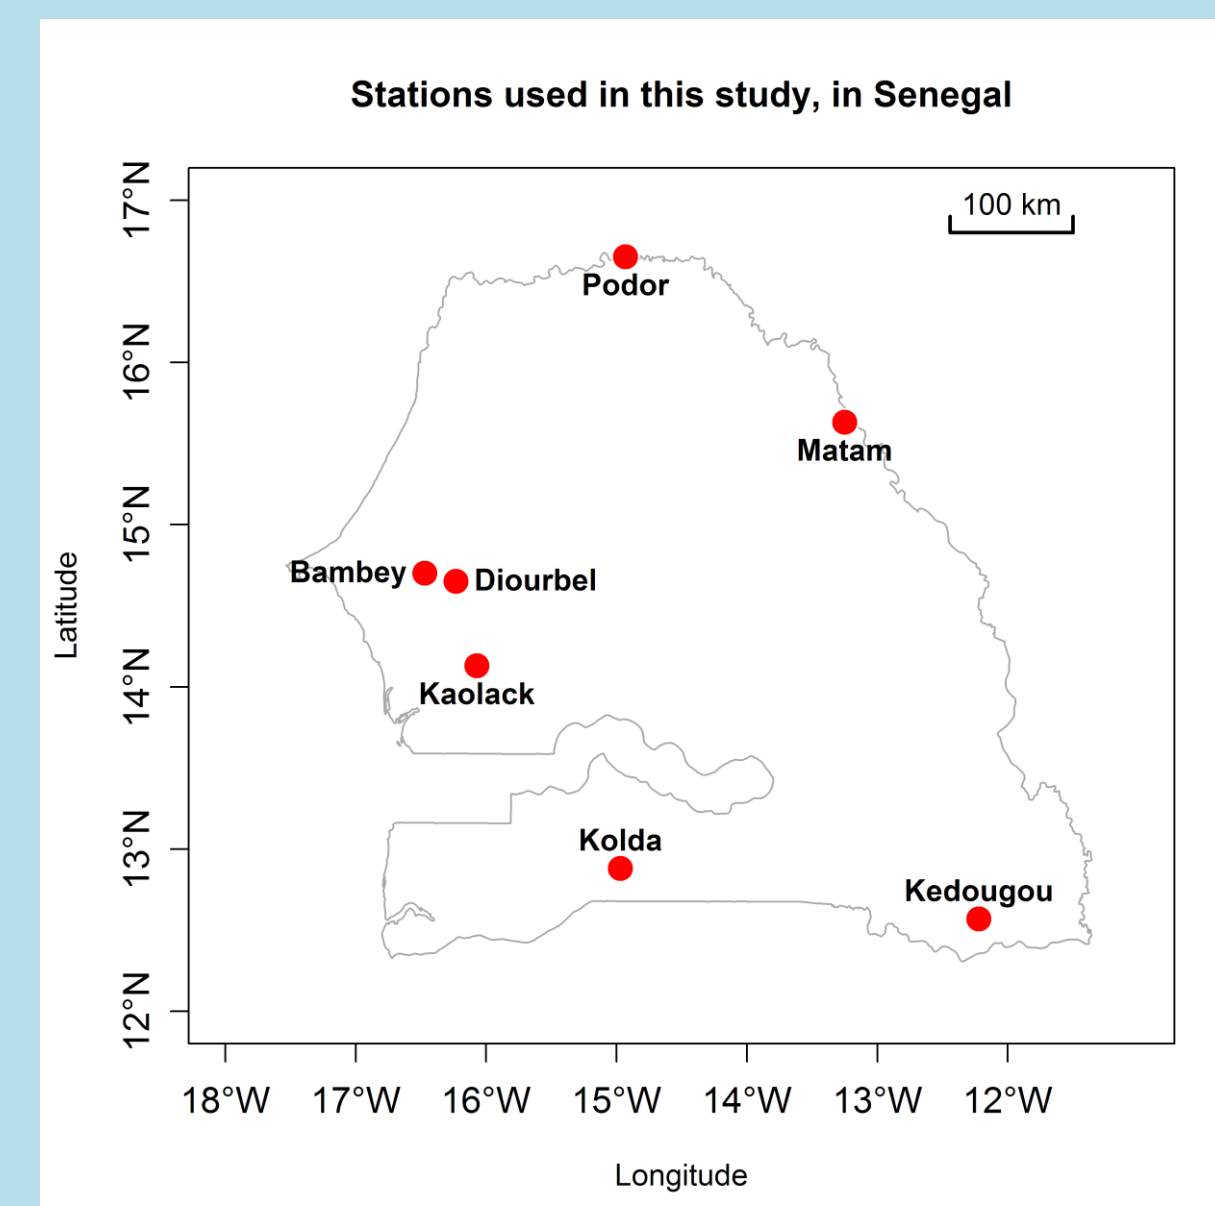 Stations used in this study, in Senegal
100 km
17°N
16°N
15°N
14°N
13°N
12°N
Latitude
Podor
Matam
Bambey
Diourbel
Kaolack
Kolda
Kedougou
18°W
17°W
16°W
15°W
14°W
13°W
12°W
Longitude